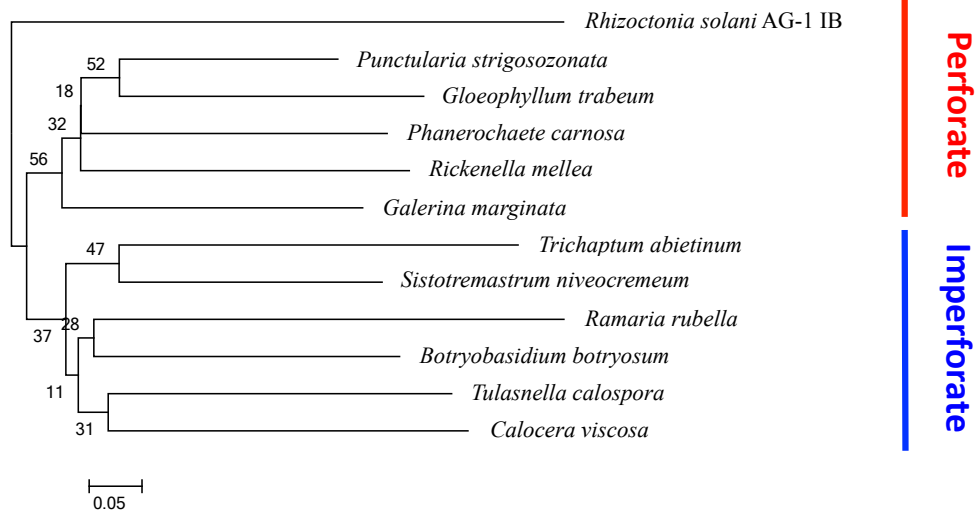 Rhizoctonia solani AG-1 IB
52
Punctularia strigosozonata
Gloeophyllum trabeum
18
Phanerochaete carnosa
32
Rickenella mellea
56
Galerina marginata
Perforate
47
Trichaptum abietinum
Sistotremastrum niveocremeum
28
Ramaria rubella
37
Botryobasidium botryosum
11
Tulasnella calospora
31
Calocera viscosa
Imperforate
0.05